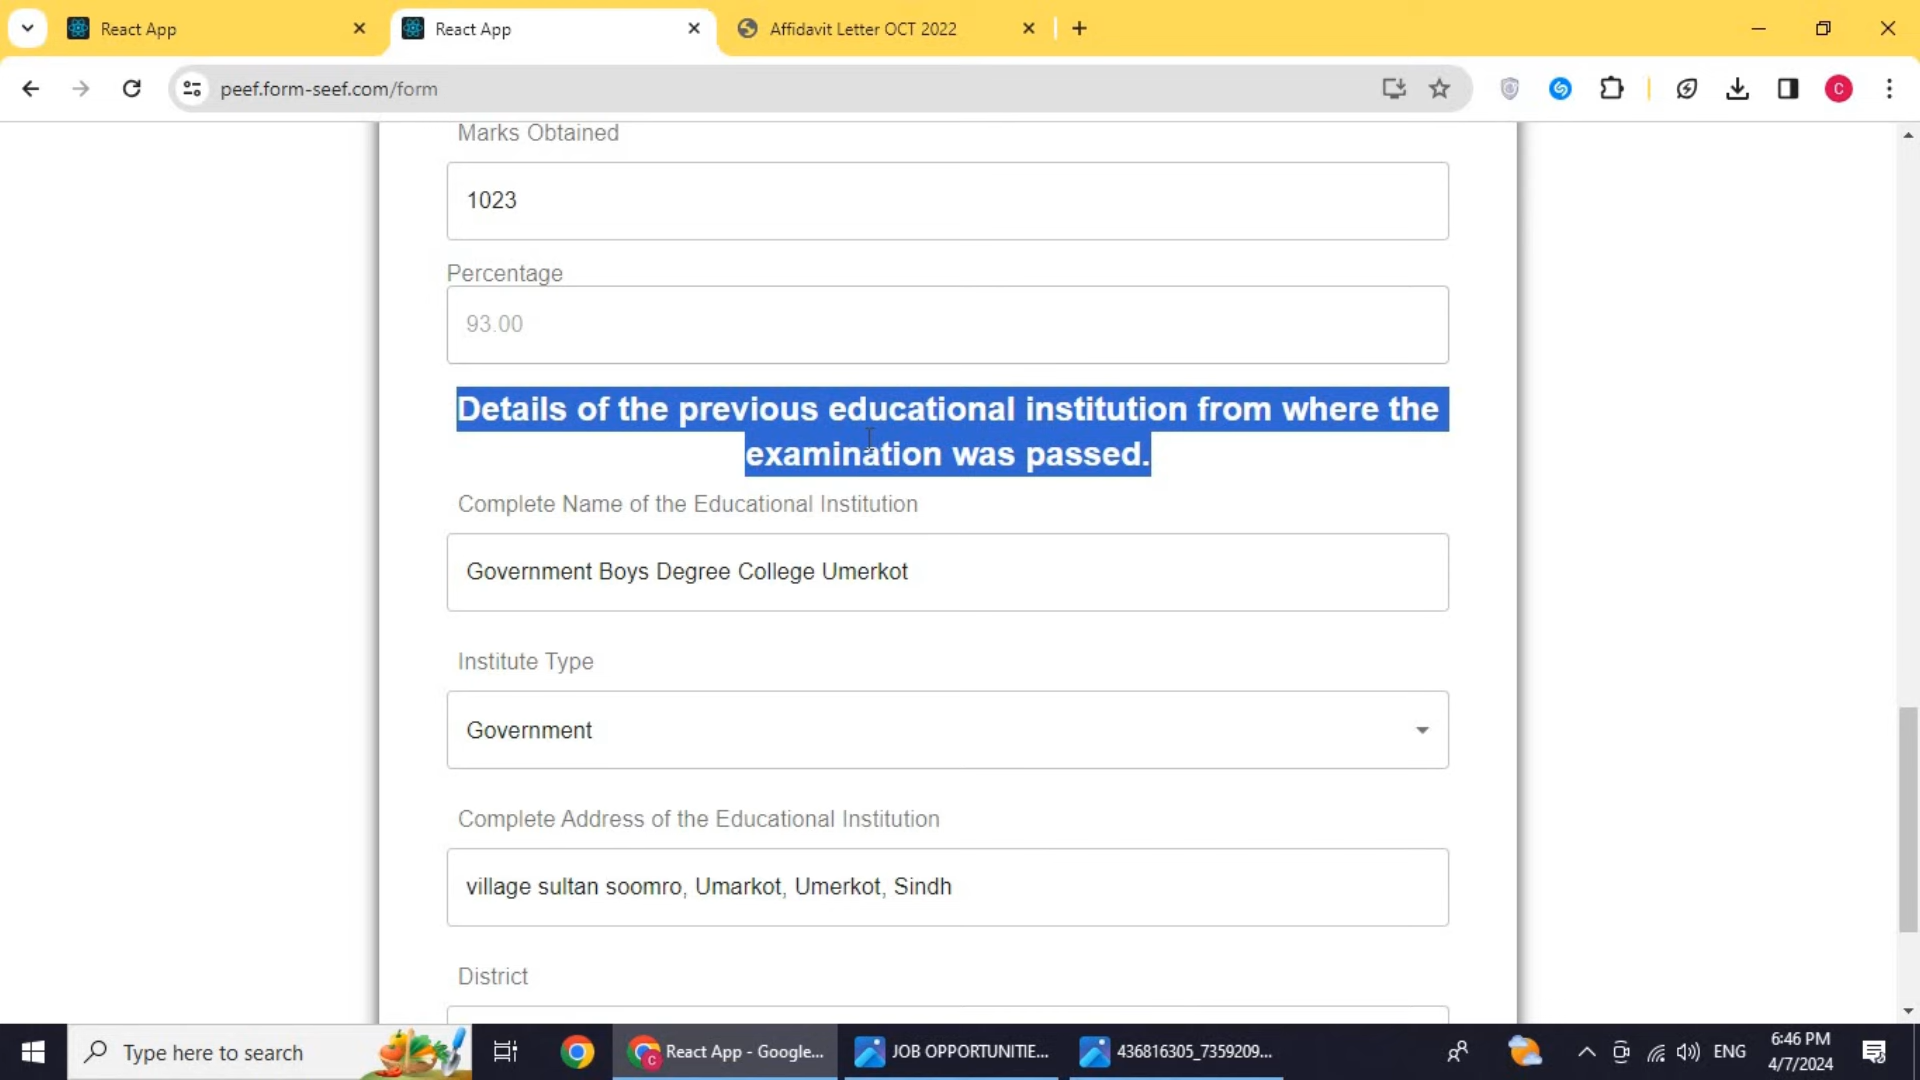 React App
React App
Affidavit Letter OCT 2022
peef.form-seef.com/form
C
Marks Obtained
1023
Percentage
93.00
Details of the previous educational institution from where the
examination was passed.
Complete Name of the Educational Institution
Government Boys Degree College Umerkot
Institute Type
Government
Complete Address of the Educational Institution
village sultan soomro, Umarkot, Umerkot, Sindh
District
Type here to search
C
React App - Google...
JOB OPPORTUNITIE...
436816305_7359209...
ENG
6:46 PM
4/7/2024